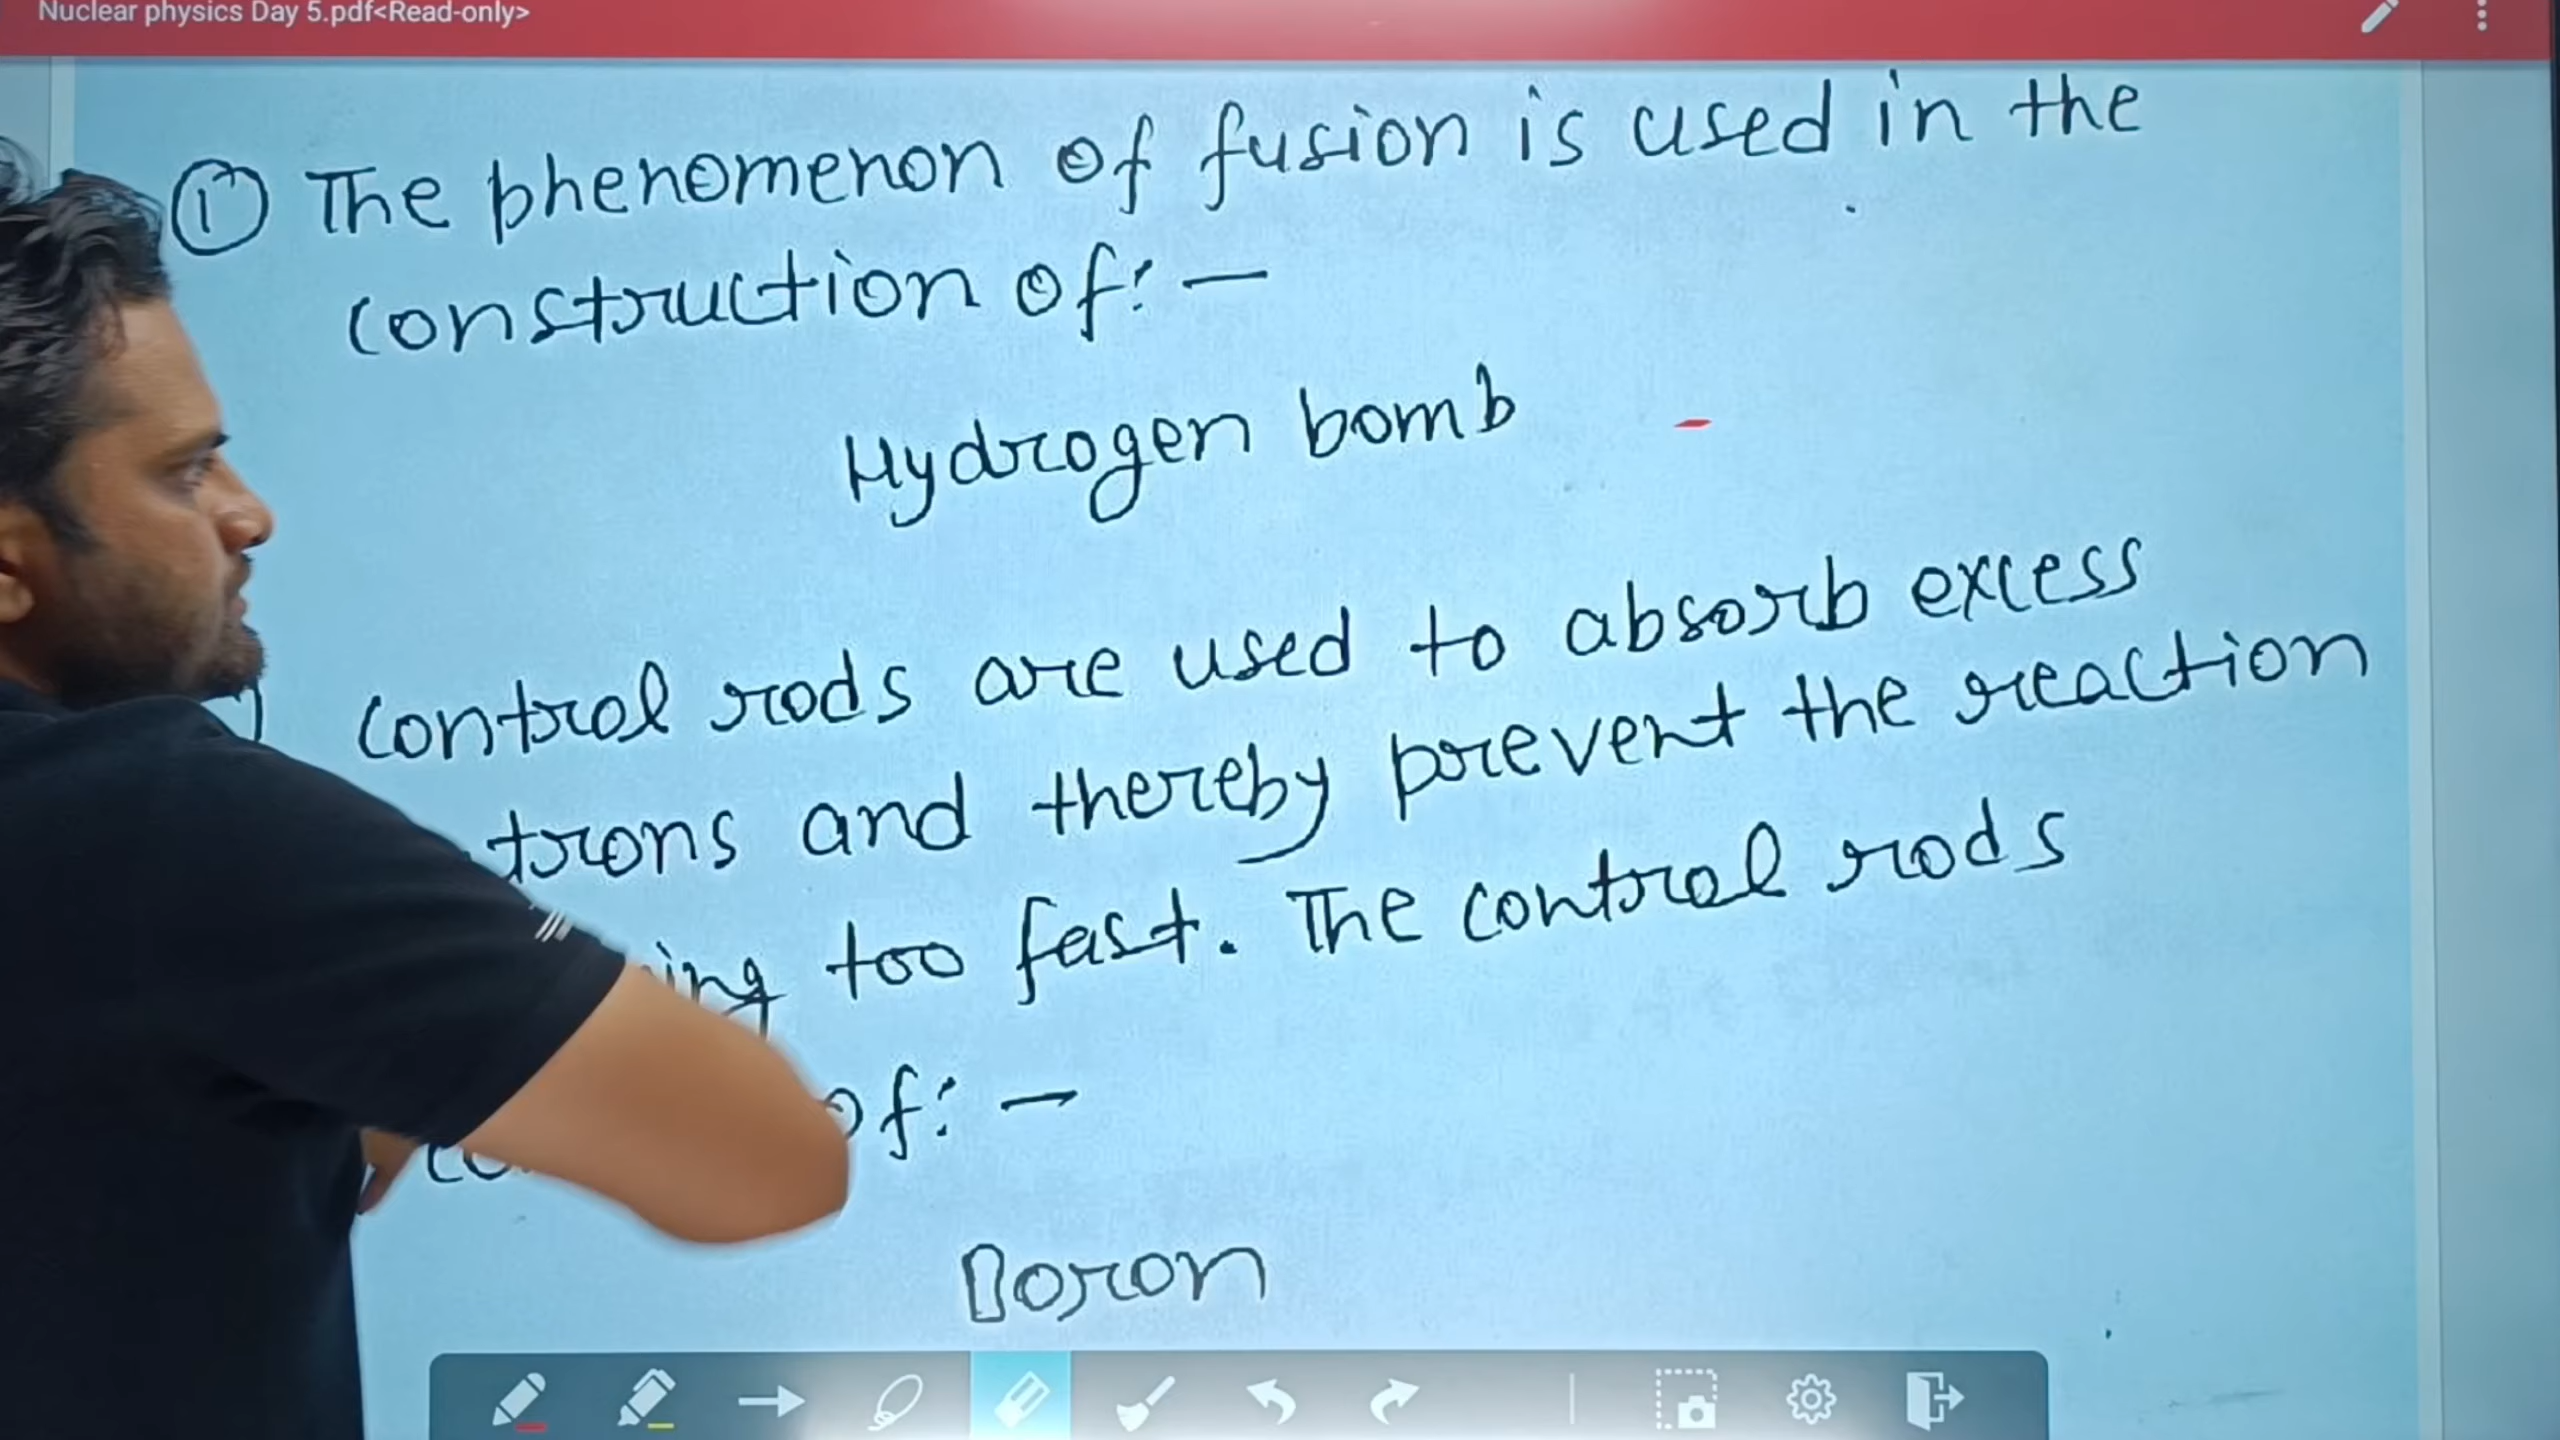 Nuclear physics Day 5.pdf<Read-only>
① The phenomenon of fusion is used in the
construction of:-
Hydrogen bomb
control rods are used to absorb excess
trons and thereby prevent the reaction
ing too fast. The control rods
of:-
Boron